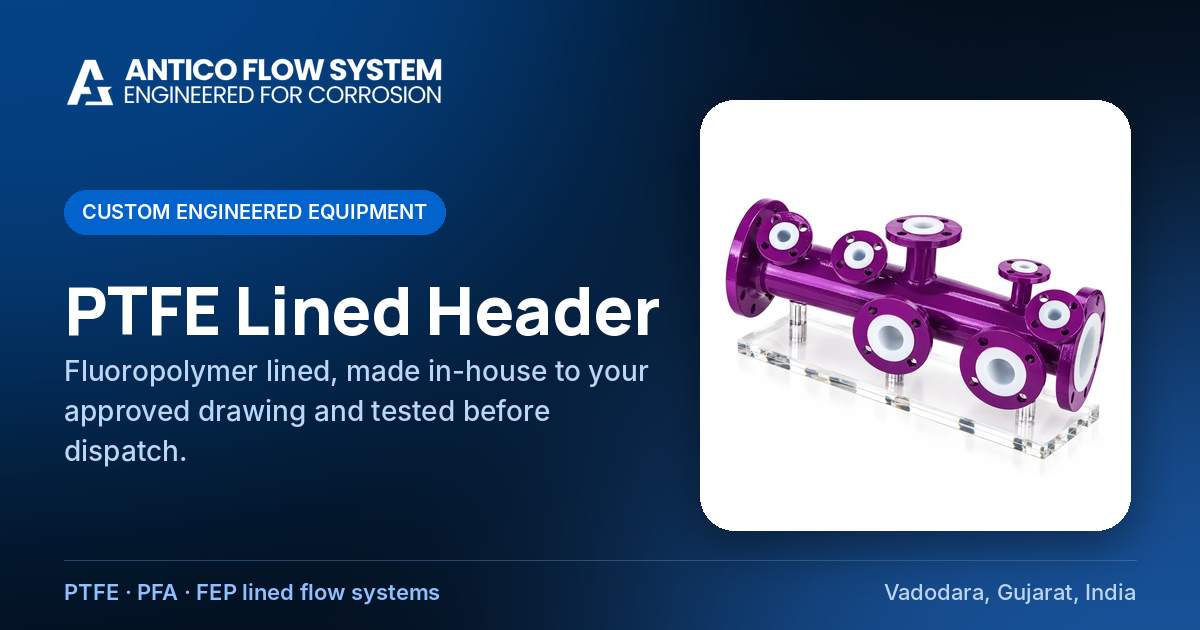 ANTICO FLOW SYSTEM
ENGINEERED FOR CORROSION
CUSTOM ENGINEERED EQUIPMENT
PTFE Lined Header
Fluoropolymer lined, made in-house to your
approved drawing and tested before
dispatch.
PTFE · PFA · FEP lined flow systems
Vadodara, Gujarat, India